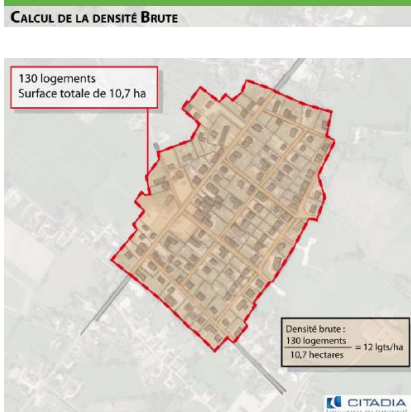 CALCUL DE LA DENSITÉ BRUTE
130 logements
Surface totale de 10,7 ha
Densité brute :
130 logements
10,7 hectares
= 12 lgts/ha
CITADIA